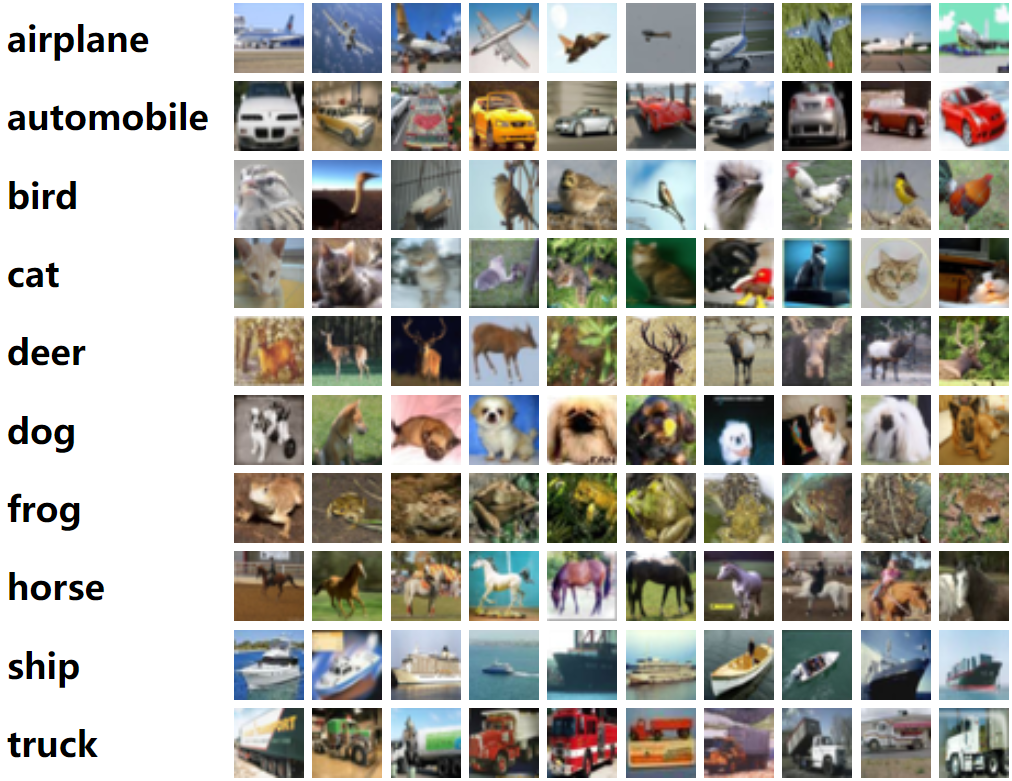 airplane
automobile
bird
cat
deer
dog
frog
horse
ship
truck